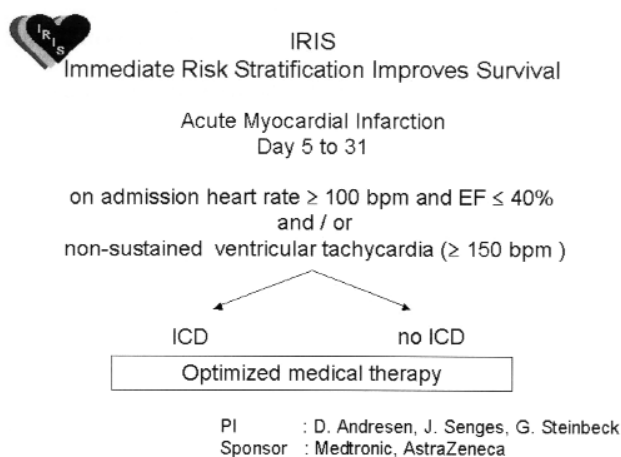 IRIS
IRIS
Immediate Risk Stratification Improves Survival
Acute Myocardial Infarction
Day 5 to 31
on admission heart rate ≥ 100 bpm and EF ≤ 40%
and / or
non-sustained ventricular tachycardia (≥ 150 bpm )
ICD no ICD
Optimized medical therapy
PI : D. Andresen, J. Senges, G. Steinbeck
Sponsor : Medtronic, AstraZeneca